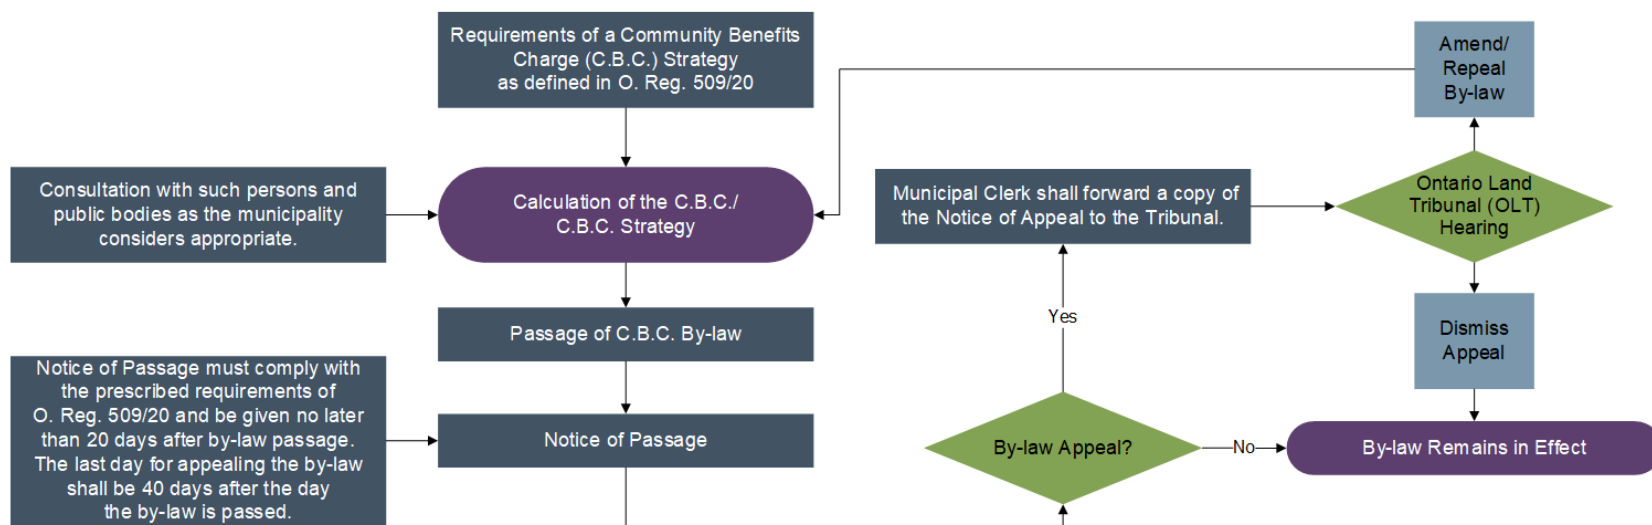 Requirements of a Community Benefits
Charge (C.B.C.) Strategy
as defined in O. Reg. 509/20
Amend/
Repeal
By-law
Consultation with such persons and
public bodies as the municipality
considers appropriate.
Calculation of the C.B.C./
C.B.C. Strategy
Municipal Clerk shall forward a copy of
the Notice of Appeal to the Tribunal.
Ontario Land
Tribunal (OLT)
Hearing
Passage of C.B.C. By-law
Yes
Dismiss
Appeal
Notice of Passage must comply with
the prescribed requirements of
O. Reg. 509/20 and be given no later
than 20 days after by-law passage.
The last day for appealing the by-law
shall be 40 days after the day
the by-law is passed.
Notice of Passage
By-law Appeal?
No
By-law Remains in Effect